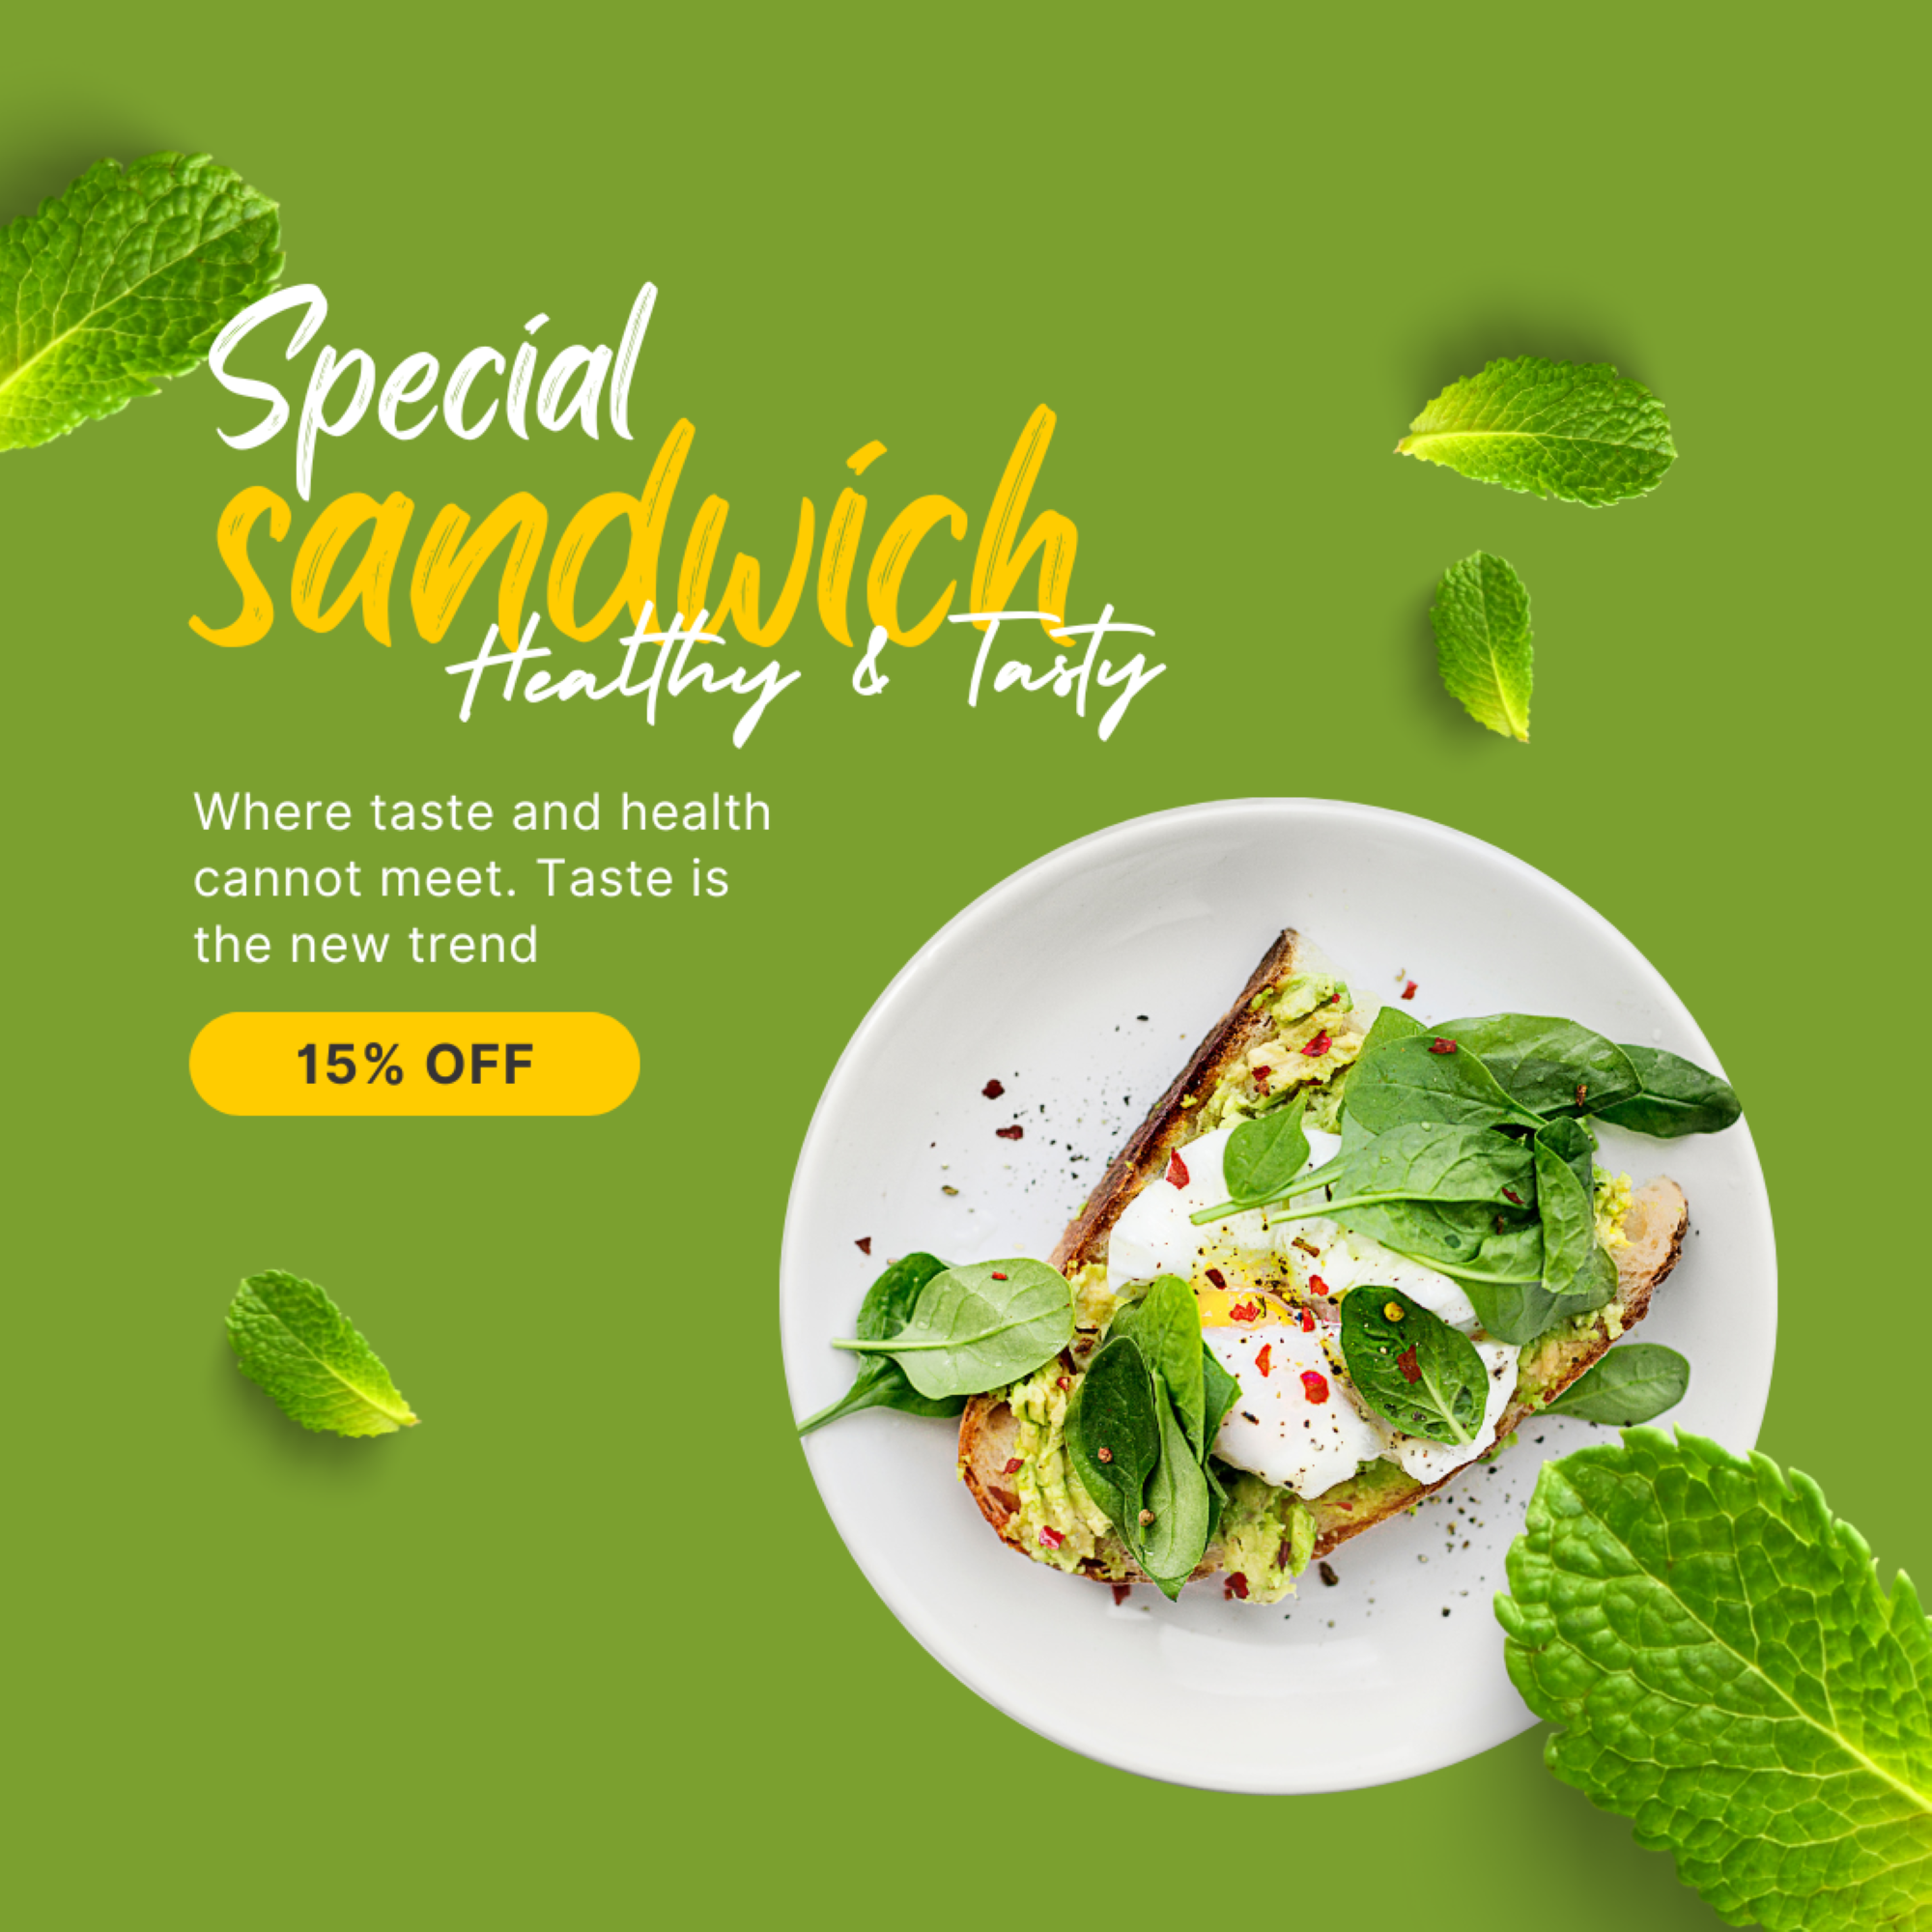 Special
sandwich
Healthy & Tasty
Where taste and health
cannot meet. Taste is
the new trend
15% OFF